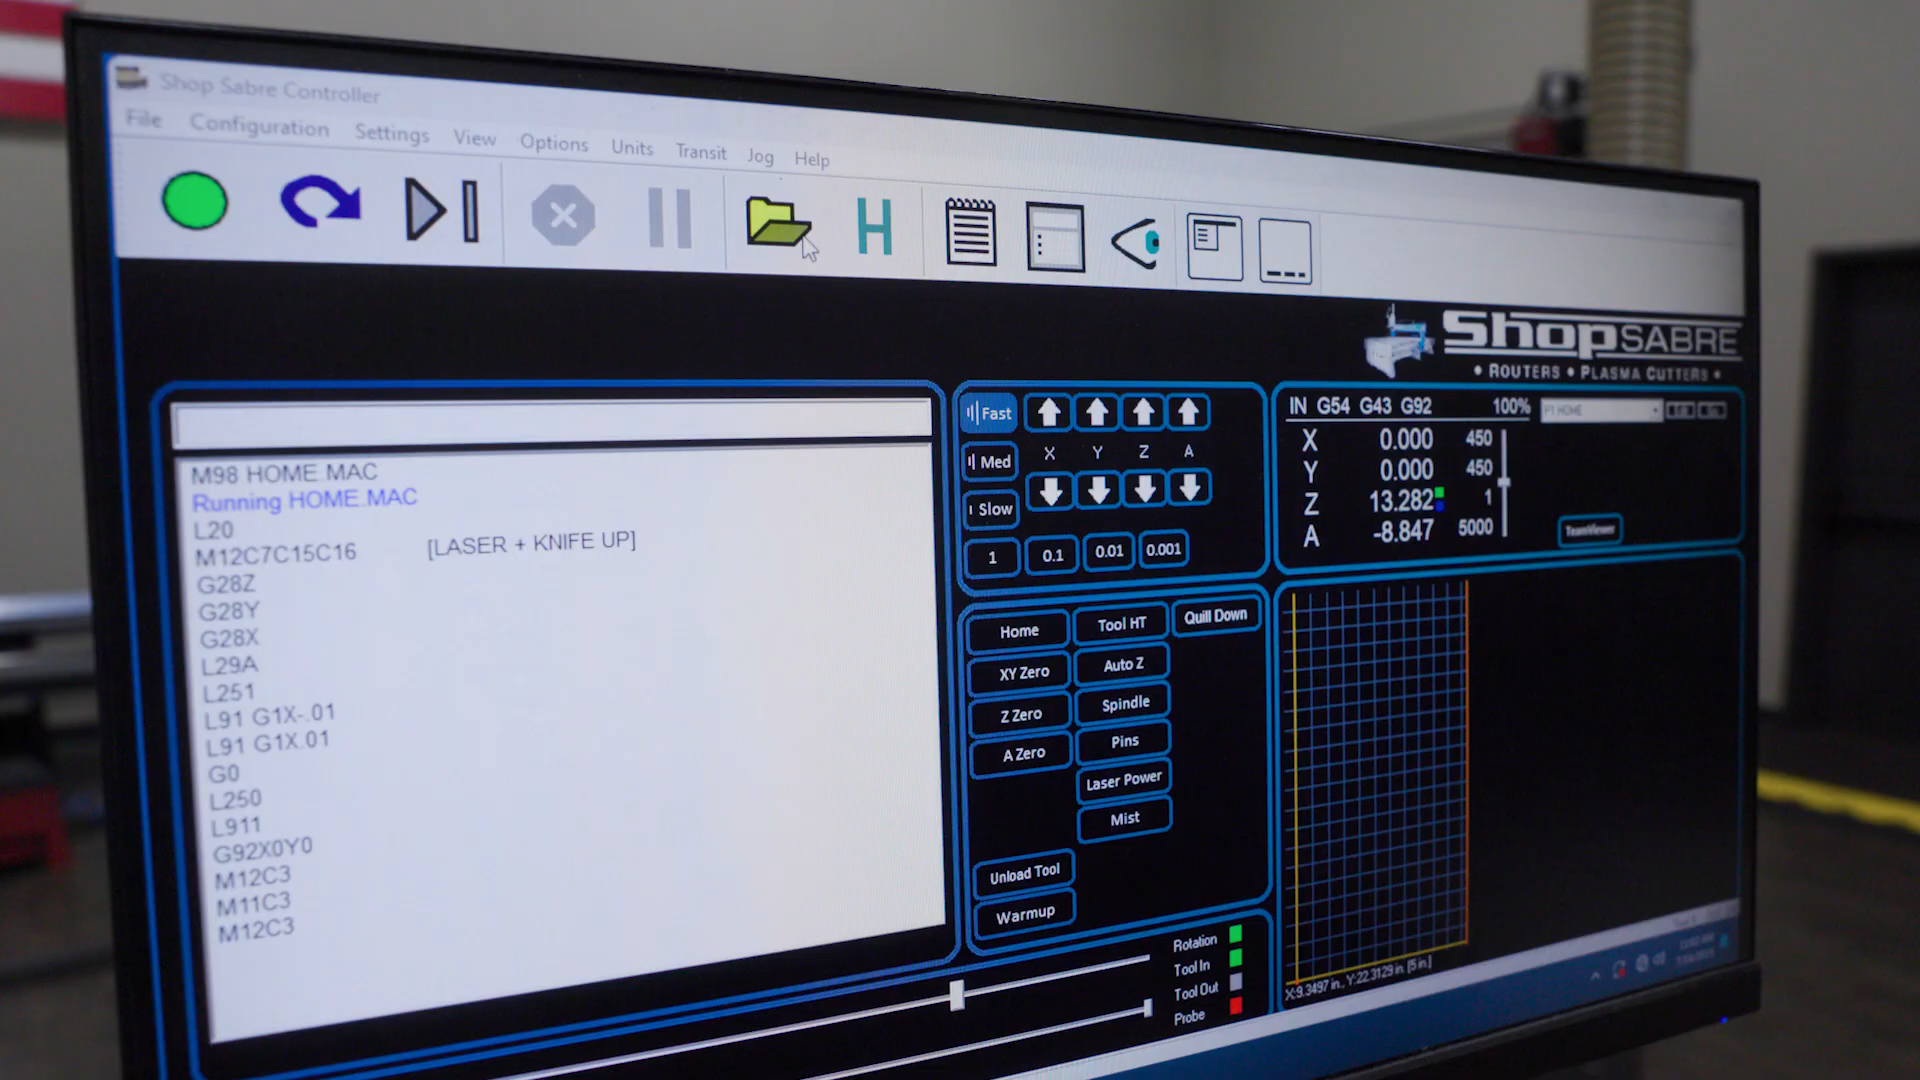 Shop Sabre Controller
File Configuration Settings View Options Units Transit Jog Help
H
ShopSABRE
• ROUTERS • PLASMA CUTTERS •
M98 HOME.MAC
Running HOME.MAC
L20
M12C7C15C16 [LASER + KNIFE UP]
G28Z
G28Y
G28X
L29A
L251
L91 G1X-.01
L91 G1X.01
G0
L250
L911
G92X0Y0
M12C3
M11C3
M12C3
Fast
Med
Slow
X Y Z A
1 0.1 0.01 0.001
IN G54 G43 G92 100%
X 0.000 450
Y 0.000 450
Z 13.282 1
A -8.847 5000
P1 HOME
TeamViewer
Home Tool HT Quill Down
XY Zero Auto Z
Z Zero Spindle
A Zero Pins
Laser Power
Mist
Unload Tool
Warmup
Rotation
Tool In
Tool Out
Probe
X:9.3497 in., Y:22.3129 in. [5 in.]